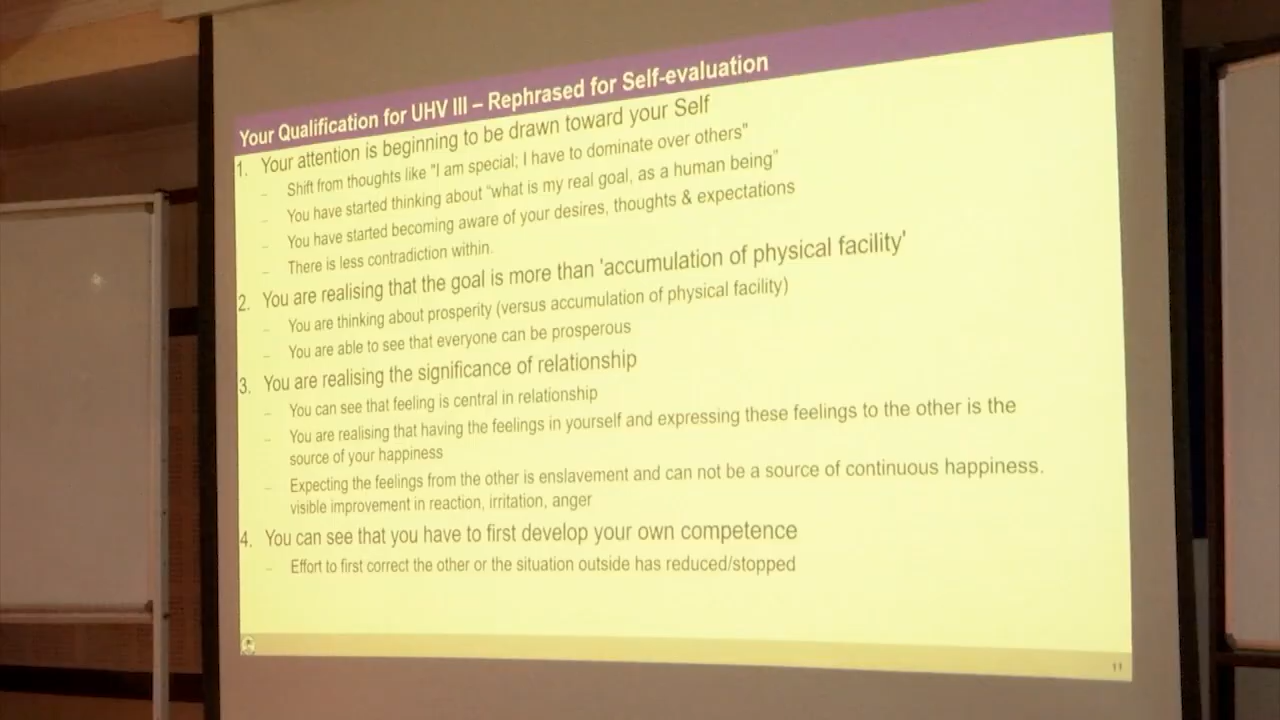 Your Qualification for UHV III – Rephrased for Self-evaluation
1. Your attention is beginning to be drawn toward your Self
– Shift from thoughts like "I am special; I have to dominate over others"
– You have started thinking about "what is my real goal, as a human being"
– You have started becoming aware of your desires, thoughts & expectations
– There is less contradiction within.
2. You are realising that the goal is more than 'accumulation of physical facility'
– You are thinking about prosperity (versus accumulation of physical facility)
– You are able to see that everyone can be prosperous
3. You are realising the significance of relationship
– You can see that feeling is central in relationship
– You are realising that having the feelings in yourself and expressing these feelings to the other is the
source of your happiness
– Expecting the feelings from the other is enslavement and can not be a source of continuous happiness.
visible improvement in reaction, irritation, anger
4. You can see that you have to first develop your own competence
– Effort to first correct the other or the situation outside has reduced/stopped
11